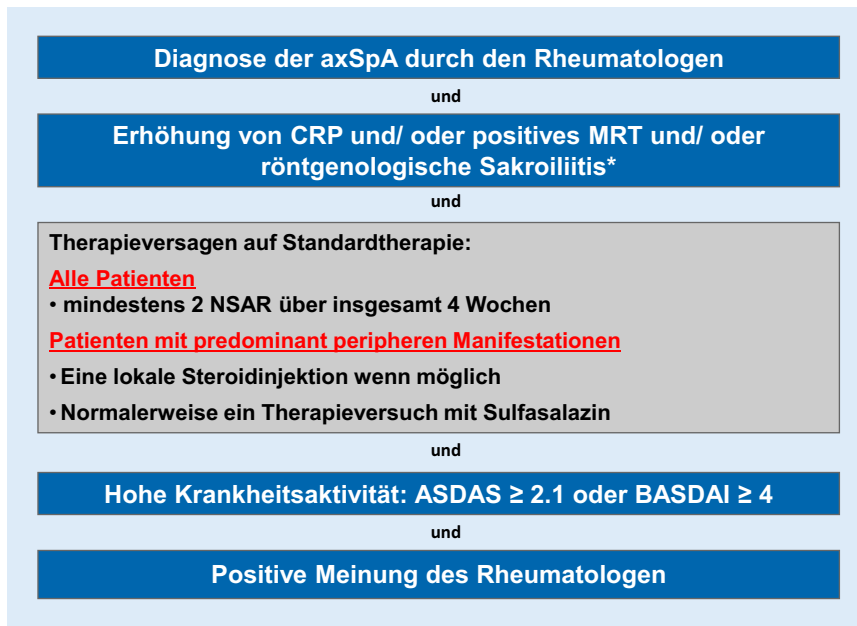 Diagnose der axSpA durch den Rheumatologen
und
Erhöhung von CRP und/ oder positives MRT und/ oder
röntgenologische Sakroiliitis*
und
Therapieversagen auf Standardtherapie:
Alle Patienten
• mindestens 2 NSAR über insgesamt 4 Wochen
Patienten mit predominant peripheren Manifestationen
• Eine lokale Steroidinjektion wenn möglich
• Normalerweise ein Therapieversuch mit Sulfasalazin
und
Hohe Krankheitsaktivität: ASDAS ≥ 2.1 oder BASDAI ≥ 4
und
Positive Meinung des Rheumatologen